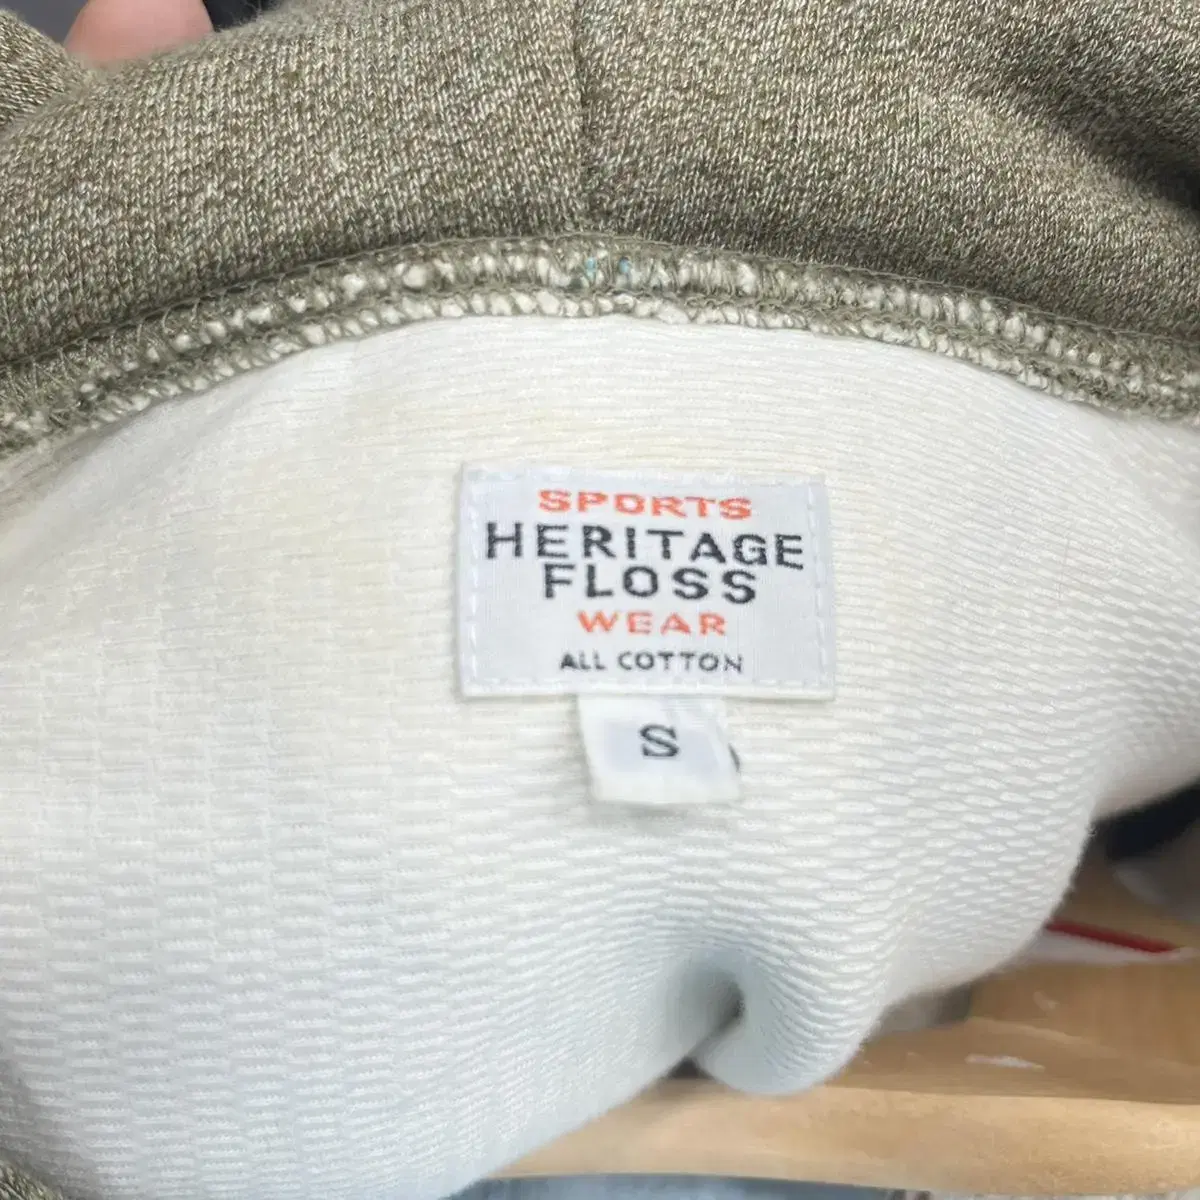 SPORTS
HERITAGE
FLOSS
WEAR
ALL COTTON
S